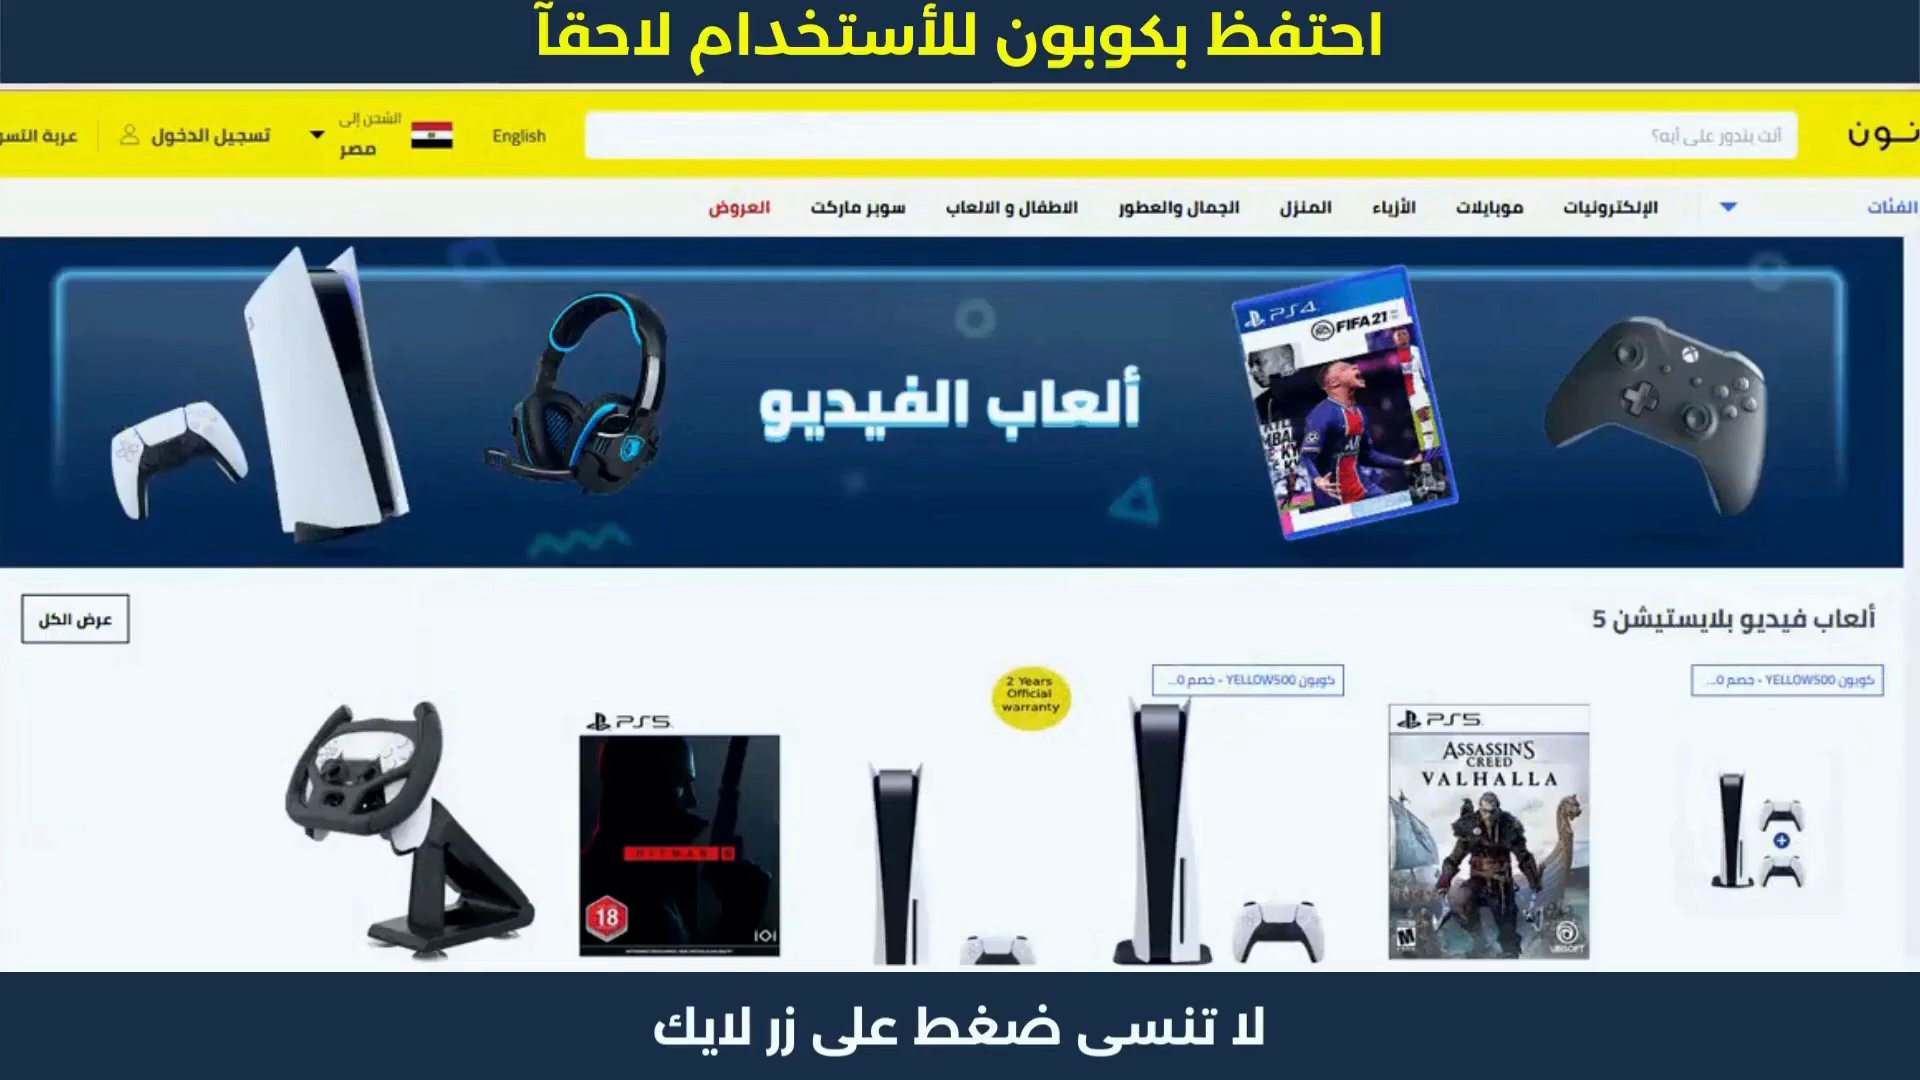 احتفظ بكوبون للأستخدام لاحقآ
نون
أنت بتدور على أيه؟
English
الشحن إلى
مصر
تسجيل الدخول
عربة التسو
الفئات
الإلكترونيات
موبايلات
الأزياء
المنزل
الجمال والعطور
الاطفال و الالعاب
سوبر ماركت
العروض
PS4
FIFA 21
ألعاب الفيديو
ألعاب فيديو بلايستيشن 5
عرض الكل
كوبون YELLOW500 - خصم 0...
كوبون YELLOW500 - خصم 0...
2 Years
Official
warranty
PS5
ASSASSIN'S
CREED
VALHALLA
M
UBISOFT
PS5
HITMAN 3
18
IOI
لا تنسى ضغط على زر لايك